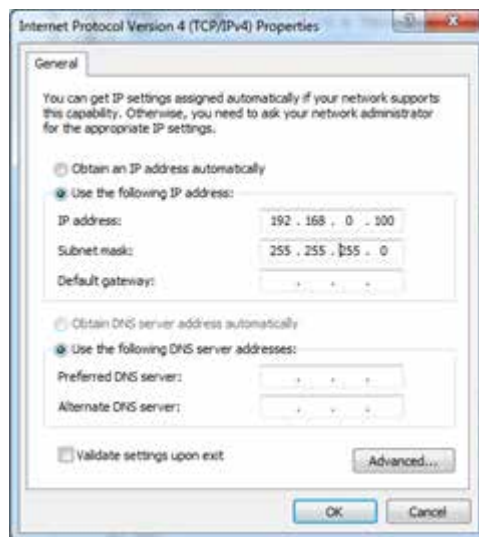 Internet Protocol Version 4 (TCP/IPv4) Properties
General
You can get IP settings assigned automatically if your network supports
this capability. Otherwise, you need to ask your network administrator
for the appropriate IP settings.
Obtain an IP address automatically
Use the following IP address:
IP address: 192 . 168 . 0 . 100
Subnet mask: 255 . 255 . 255 . 0
Default gateway: . . .
Obtain DNS server address automatically
Use the following DNS server addresses:
Preferred DNS server: . . .
Alternate DNS server: . . .
Validate settings upon exit
Advanced...
OK Cancel